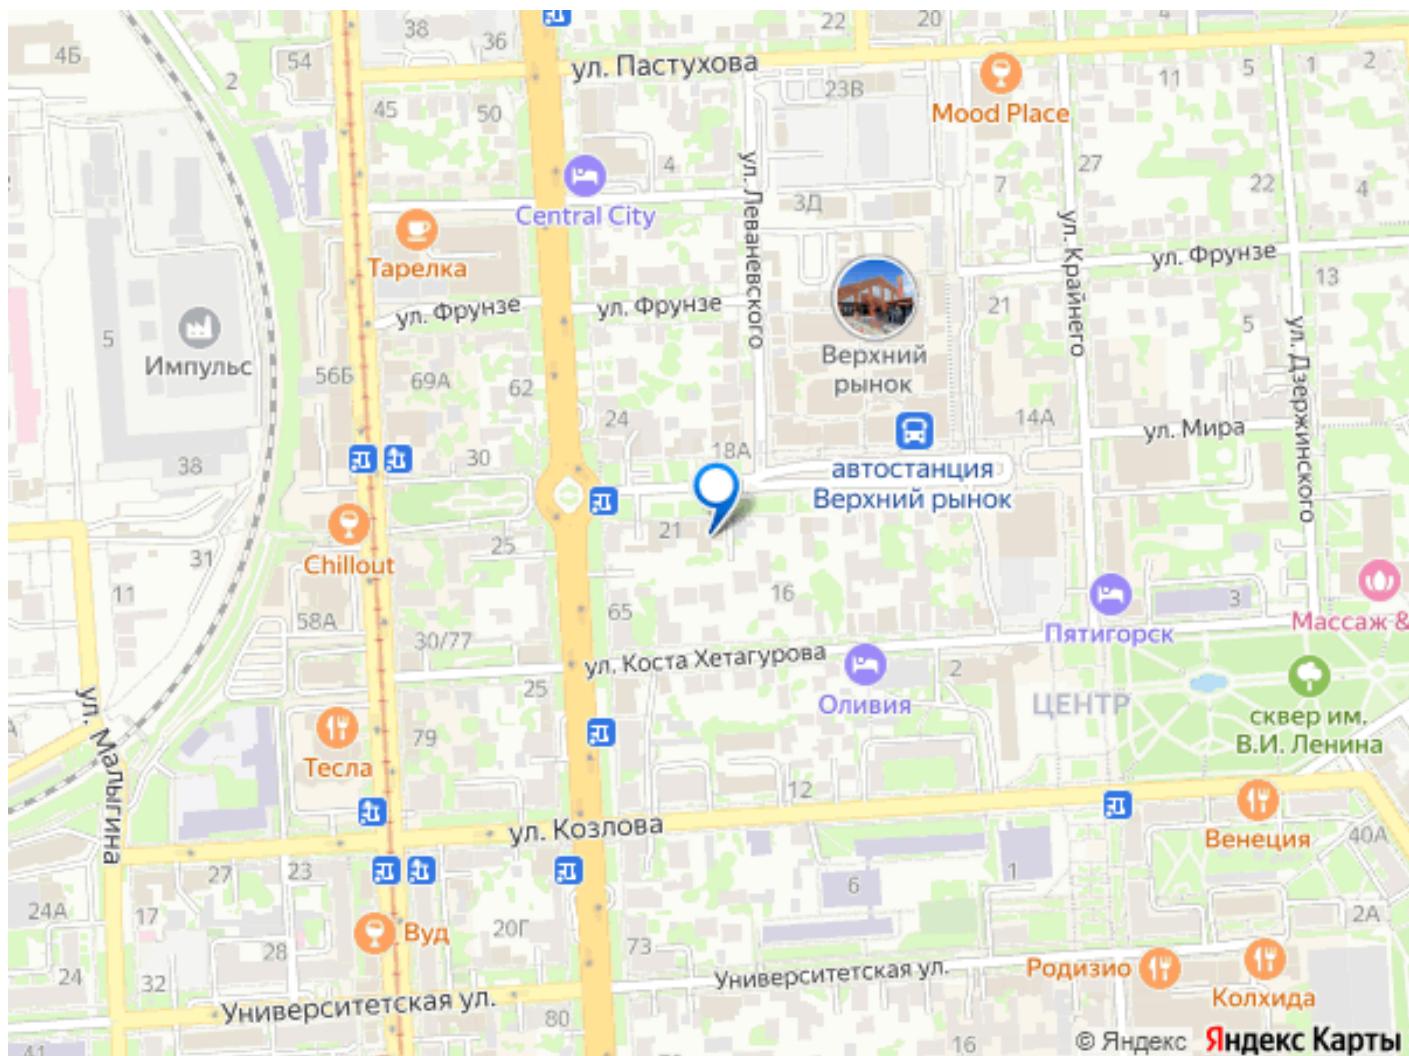 38
36
20
22
4
4Б
54
2
ул. Пастухова
23В
Mood Place
11
5
1
2
45
50
4
ул. Леваневского
27
7
22
4
Central City
3Д
ул. Крайнего
Тарелка
ул. Фрунзе
13
ул. Фрунзе
ул. Фрунзе
21
5
5
Импульс
56Б
69А
62
Верхний
рынок
ул. Дзержинского
24
14А
ул. Мира
38
30
18А
автостанция
Верхний рынок
31
Chillout
25
21
11
58А
65
16
3
Пятигорск
Массаж &
30/77
ул. Коста Хетагурова
25
Оливия
2
ЦЕНТР
сквер им.
В.И. Ленина
ул. Малыгина
79
Тесла
12
ул. Козлова
Венеция
40А
27
23
6
1
24А
17
2А
Вуд
20Г
28
73
24
32
Университетская ул.
Родизио
Колхида
Университетская ул.
80
16
41
© Яндекс Яндекс Карты